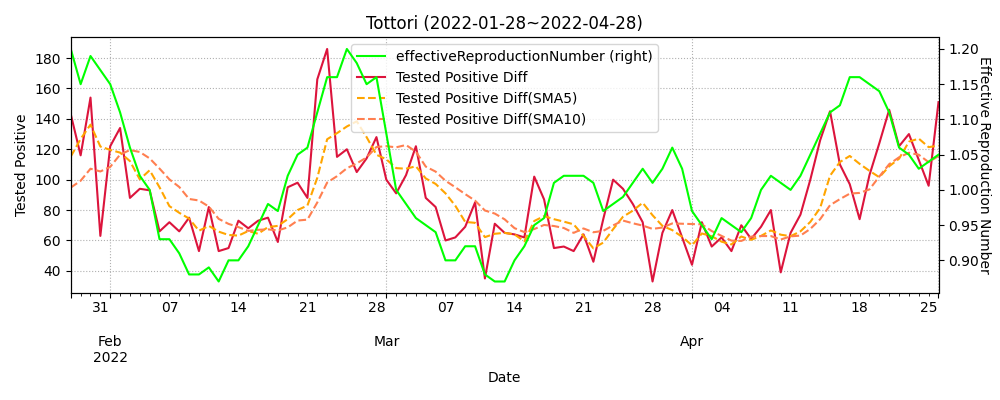 Tottori (2022-01-28~2022-04-28)
effectiveReproductionNumber (right)
Tested Positive Diff
Tested Positive Diff(SMA5)
Tested Positive Diff(SMA10)
Tested Positive
180
160
140
120
100
80
60
40
1.20
1.15
1.10
1.05
1.00
0.95
0.90
Effective Reproduction Number
31 07 14 21 28 07 14 21 28 04 11 18 25
Feb Mar Apr
2022
Date